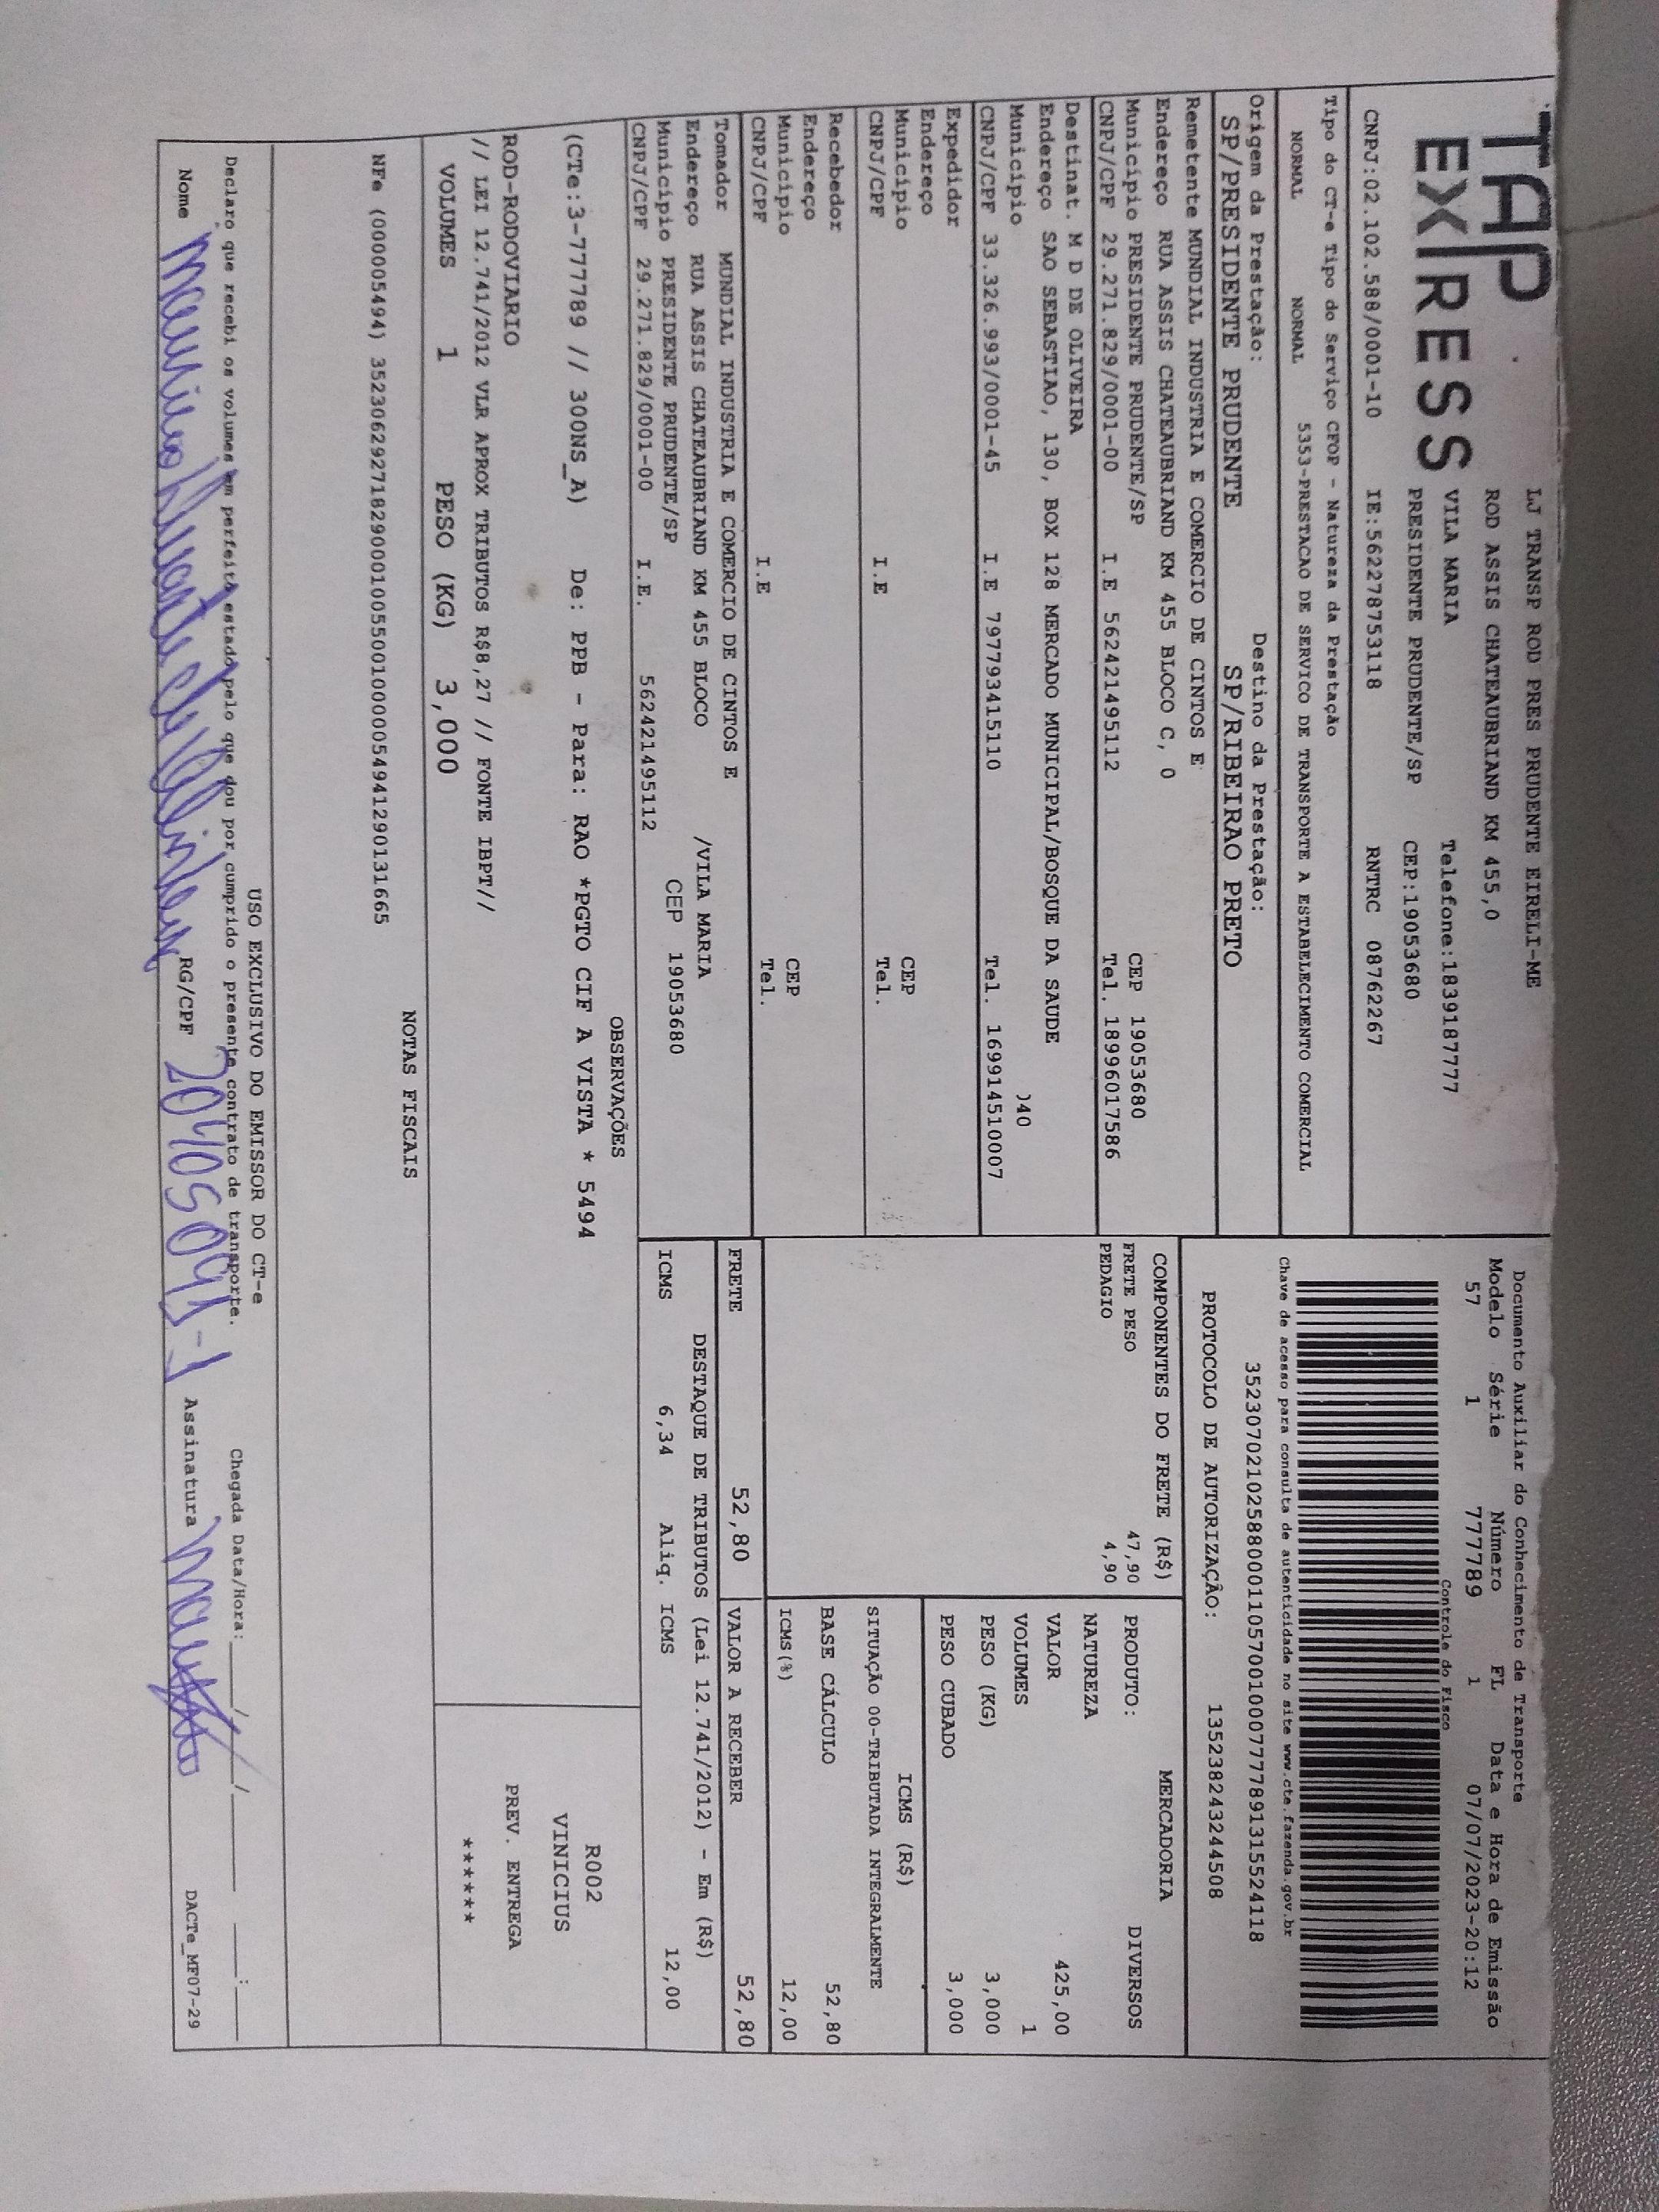 TAP
EX|RESS
LJ TRANSP ROD PRES PRUDENTE EIRELI-ME
ROD ASSIS CHATEAUBRIAND KM 455,0
VILA MARIA Telefone:1839187777
PRESIDENTE PRUDENTE/SP CEP:19053680
CNPJ:02.102.588/0001-10 IE:562278753118 RNTRC 08762267
Tipo do CT-e Tipo do Serviço CFOP - Natureza da Prestação
NORMAL NORMAL 5353-PRESTACAO DE SERVICO DE TRANSPORTE A ESTABELECIMENTO COMERCIAL
Origem da Prestação: Destino da Prestação:
SP/PRESIDENTE PRUDENTE SP/RIBEIRAO PRETO
Remetente MUNDIAL INDUSTRIA E COMERCIO DE CINTOS E
Endereço RUA ASSIS CHATEAUBRIAND KM 455 BLOCO C, 0
Município PRESIDENTE PRUDENTE/SP CEP 19053680
CNPJ/CPF 29.271.829/0001-00 I.E 562421495112 Tel. 18996017586
Destinat. M D DE OLIVEIRA
Endereço SAO SEBASTIAO, 130, BOX 128 MERCADO MUNICIPAL/BOSQUE DA SAUDE
Município )40
CNPJ/CPF 33.326.993/0001-45 I.E 797793415110 Tel. 169914510007
Expedidor
Endereço
Município CEP
CNPJ/CPF I.E Tel.
Recebedor
Endereço
Município CEP
CNPJ/CPF I.E Tel.
Tomador MUNDIAL INDUSTRIA E COMERCIO DE CINTOS E
Endereço RUA ASSIS CHATEAUBRIAND KM 455 BLOCO /VILA MARIA
Município PRESIDENTE PRUDENTE/SP CEP 19053680
CNPJ/CPF 29.271.829/0001-00 I.E. 562421495112
Documento Auxiliar do Conhecimento de Transporte
Modelo Série Número FL Data e Hora de Emissão
57 1 777789 1 07/07/2023-20:12
Controle do Fisco
Chave de acesso para consulta de autenticidade no site www.cte.fazenda.gov.br
35230702102588000110570010007777891315524118
PROTOCOLO DE AUTORIZAÇÃO: 135238243244508
COMPONENTES DO FRETE (R$)
FRETE PESO 47,90
PEDAGIO 4,90
MERCADORIA
PRODUTO: DIVERSOS
NATUREZA
VALOR 425,00
VOLUMES 1
PESO (KG) 3,000
PESO CUBADO 3,000
ICMS (R$)
SITUAÇÃO 00-TRIBUTADA INTEGRALMENTE
BASE CÁLCULO 52,80
ICMS(%) 12,00
FRETE 52,80 VALOR A RECEBER 52,80
DESTAQUE DE TRIBUTOS (Lei 12.741/2012) - Em (R$)
ICMS 6,34 Aliq. ICMS 12,00
OBSERVAÇÕES
(CTe:3-777789 // 300NS_A) De: PPB - Para: RAO *PGTO CIF A VISTA * 5494
ROD-RODOVIARIO
// LEI 12.741/2012 VLR APROX TRIBUTOS R$8,27 // FONTE IBPT//
R002
VINICIUS
PREV. ENTREGA
*******
VOLUMES 1 PESO (KG) 3,000
NOTAS FISCAIS
NFe (000005494) 35230629271829000100550010000054941290131665
USO EXCLUSIVO DO EMISSOR DO CT-e
Declaro que recebi os volumes em perfeito estado pelo que dou por cumprido o presente contrato de transporte. Chegada Data/Hora:___/___/___ ___:___
Nome RG/CPF Assinatura DACTe_MF07-29